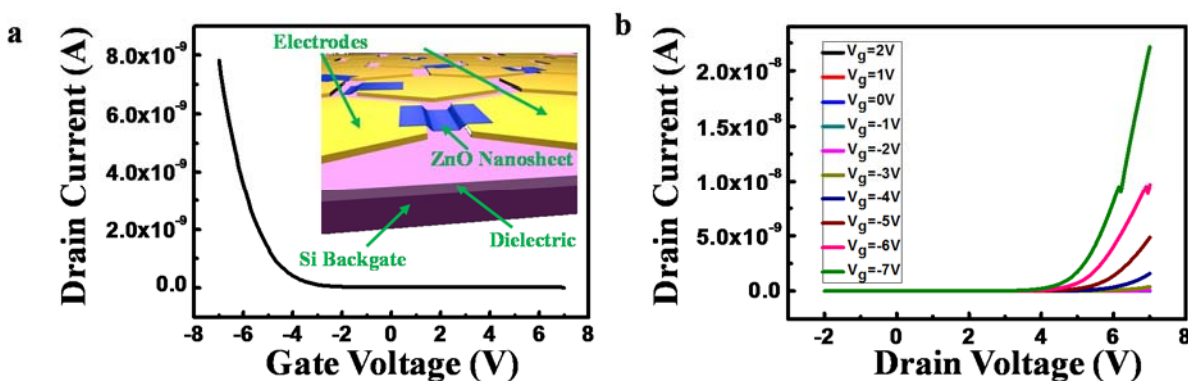 a
Drain Current (A)
8.0x10⁻⁹
6.0x10⁻⁹
4.0x10⁻⁹
2.0x10⁻⁹
0.0
-8 -6 -4 -2 0 2 4 6 8
Gate Voltage (V)
Electrodes
ZnO Nanosheet
Dielectric
Si Backgate
b
Drain Current (A)
2.0x10⁻⁸
1.5x10⁻⁸
1.0x10⁻⁸
5.0x10⁻⁹
0.0
-2 0 2 4 6 8
Drain Voltage (V)
Vg=2V
Vg=1V
Vg=0V
Vg=-1V
Vg=-2V
Vg=-3V
Vg=-4V
Vg=-5V
Vg=-6V
Vg=-7V